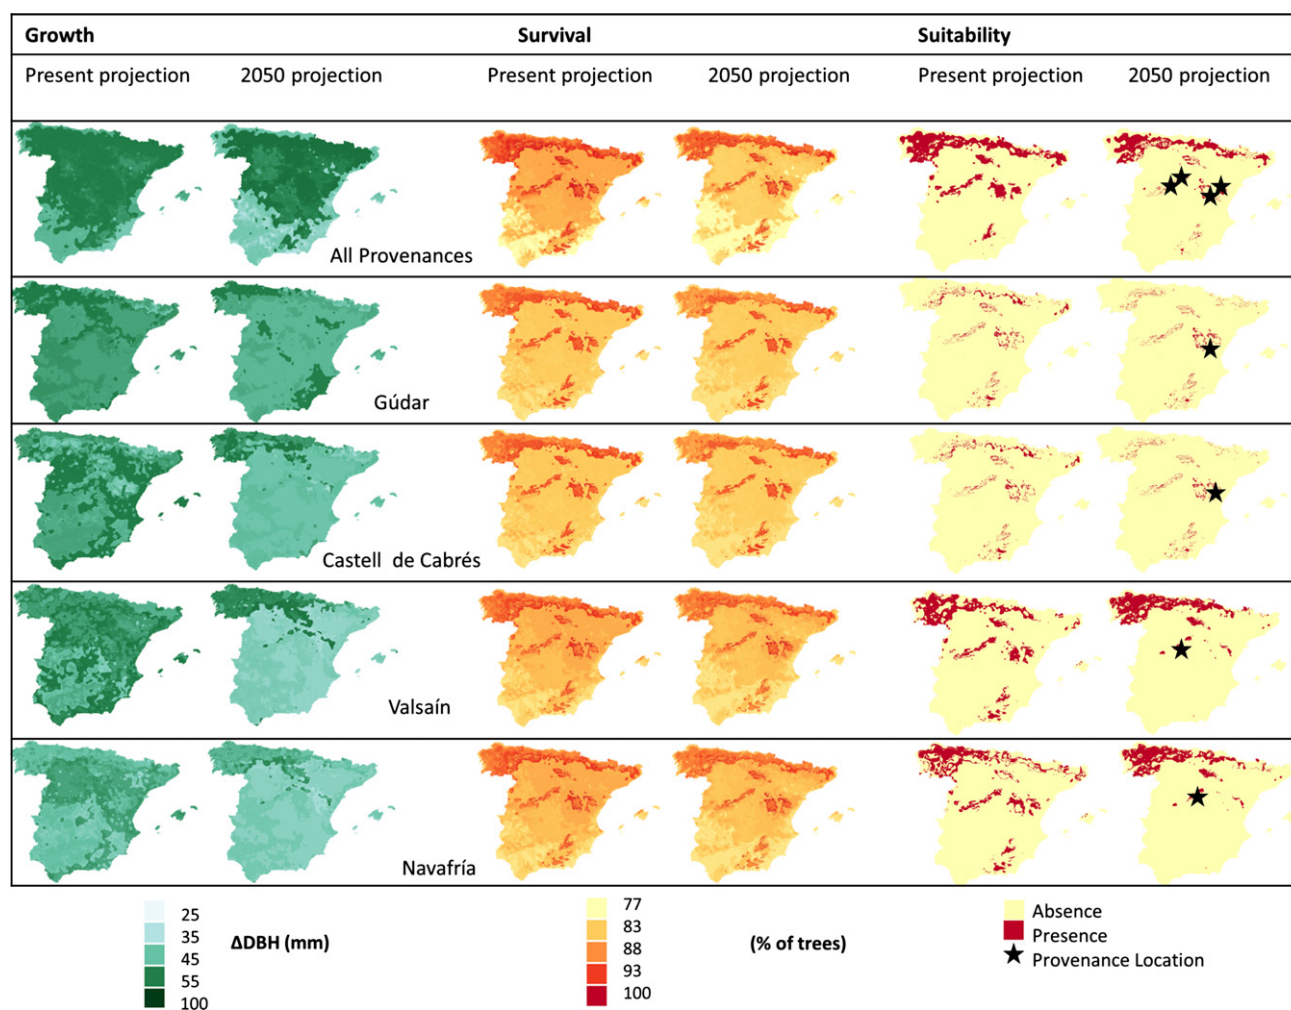 Growth Survival Suitability
Present projection 2050 projection Present projection 2050 projection Present projection 2050 projection
All Provenances
Gúdar
Castell de Cabrés
Valsaín
Navafría
25
35
45
55
100
ΔDBH (mm)
77
83
88
93
100
(% of trees)
Absence
Presence
Provenance Location